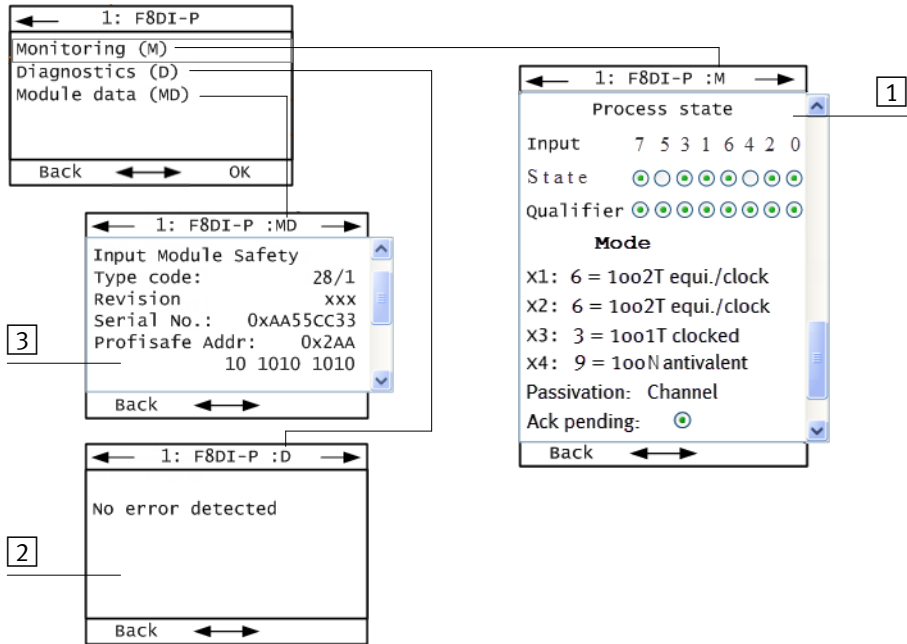 1: F8DI-P
Monitoring (M)
Diagnostics (D)
Module data (MD)
Back OK
1: F8DI-P :M
Process state
Input 7 5 3 1 6 4 2 0
State
Qualifier
Mode
X1: 6 = 1oo2T equi./clock
X2: 6 = 1oo2T equi./clock
X3: 3 = 1oo1T clocked
X4: 9 = 1ooN antivalent
Passivation: Channel
Ack pending:
Back
1
1: F8DI-P :MD
Input Module Safety
Type code: 28/1
Revision xxx
Serial No.: 0xAA55CC33
Profisafe Addr: 0x2AA
10 1010 1010
Back
3
1: F8DI-P :D
No error detected
Back
2